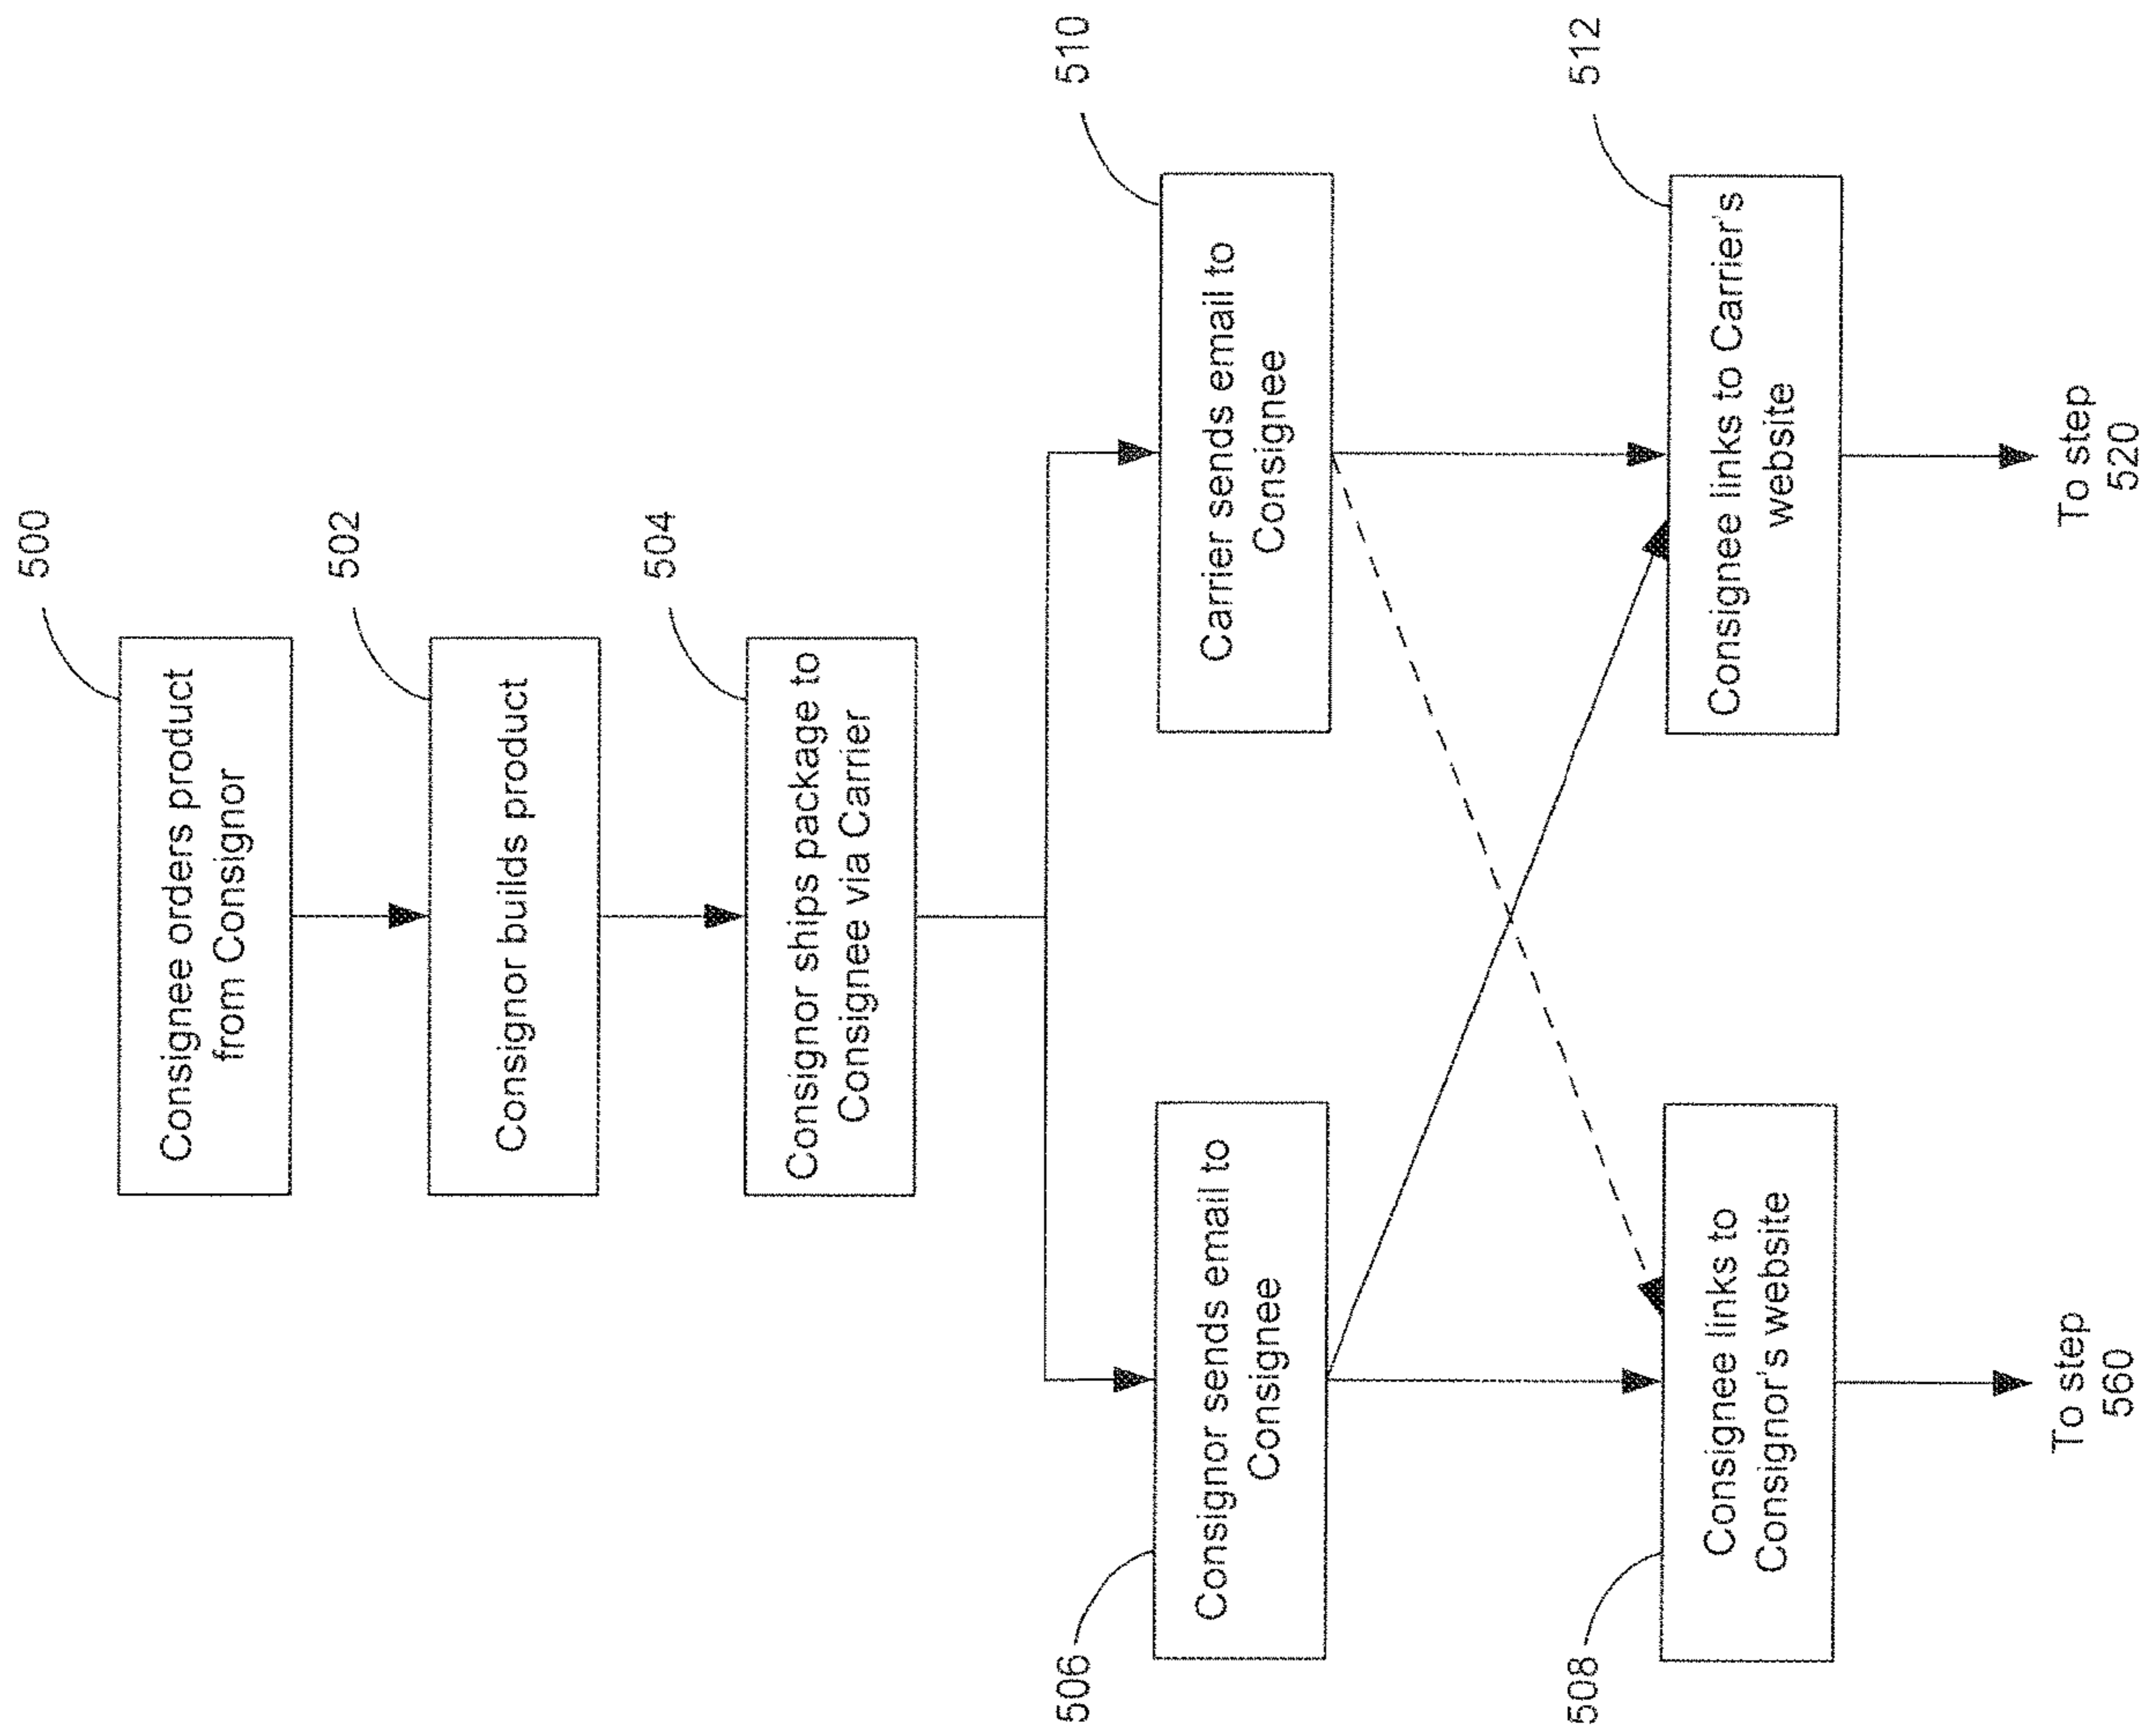 500
Consignee orders product
from Consignor
502
Consignor builds product
504
Consignor ships package to
Consignee via Carrier
506
Consignor sends email to
Consignee
510
Carrier sends email to
Consignee
508
Consignee links to
Consignor's website
512
Consignee links to Carrier's
website
To step
560
To step
520